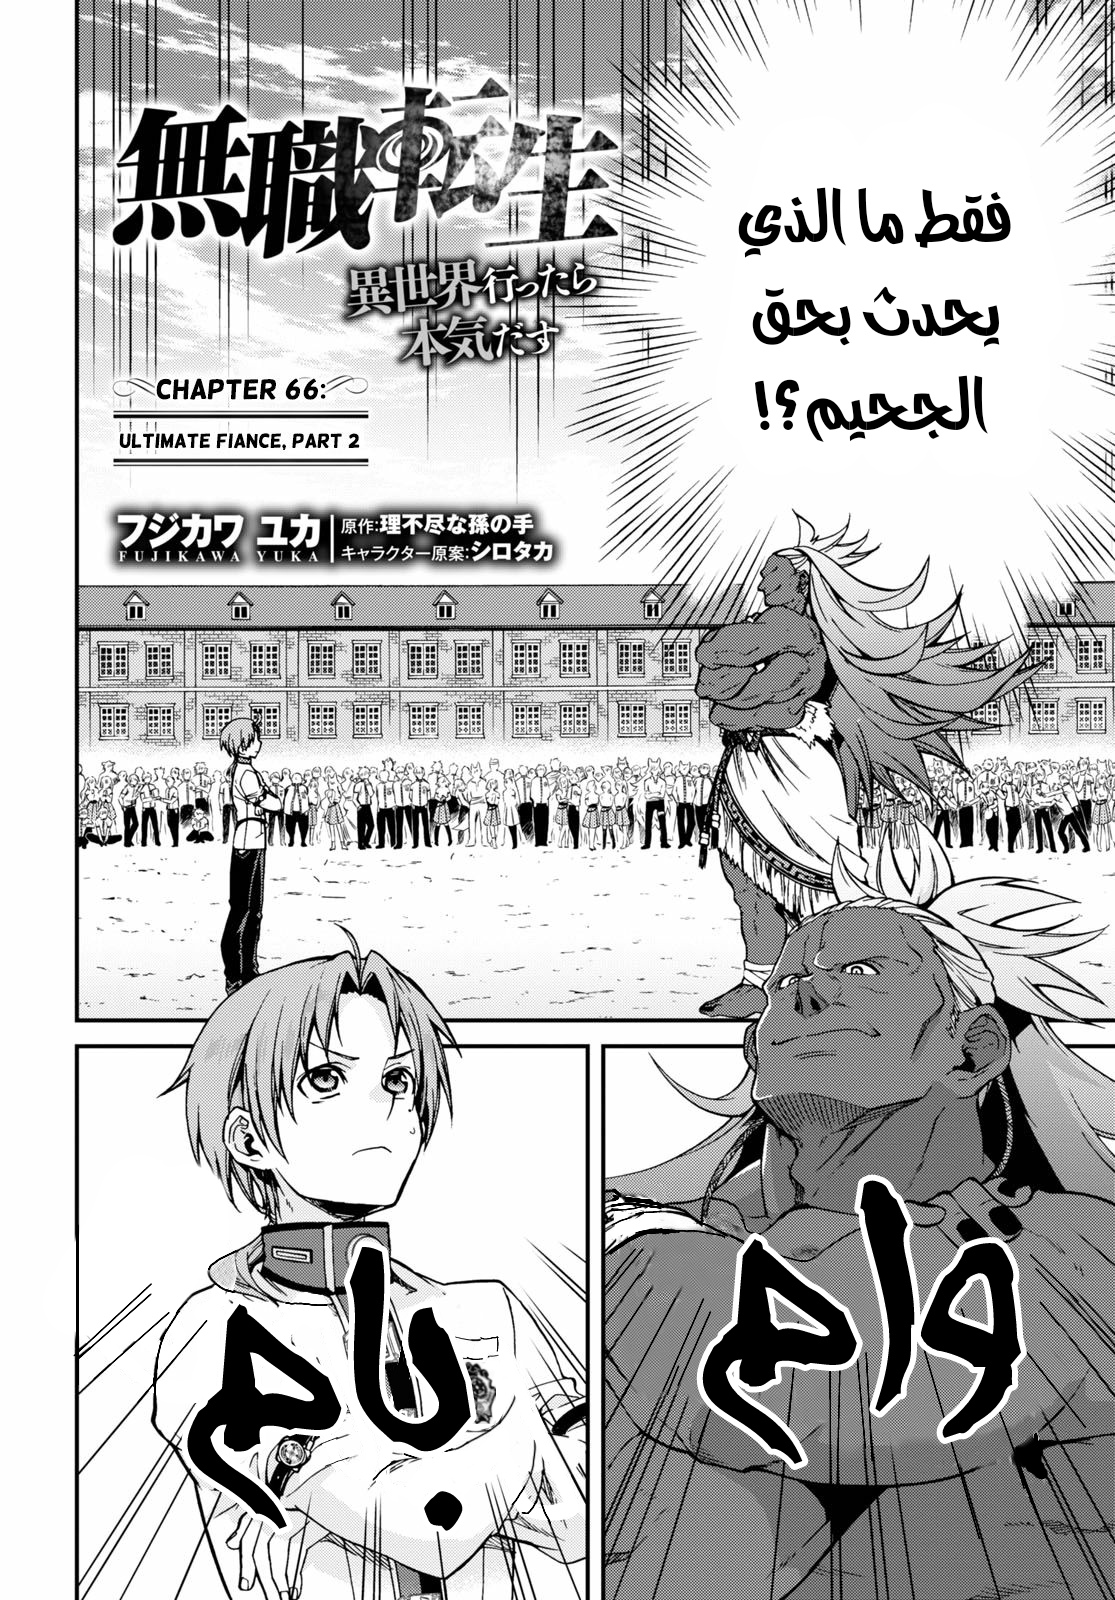 فقط ما الذي
يحدث بحق
الجحيم؟!
無職転生
異世界行ったら
本気だす
CHAPTER 66:
ULTIMATE FIANCE, PART 2
フジカワ ユカ
FUJIKAWA YUKA
原作:理不尽な孫の手
キャラクター原案:シロタカ
وام
بام